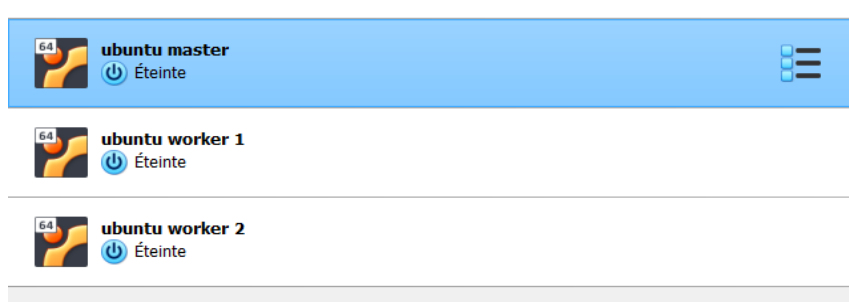 64
ubuntu master
Éteinte
64
ubuntu worker 1
Éteinte
64
ubuntu worker 2
Éteinte